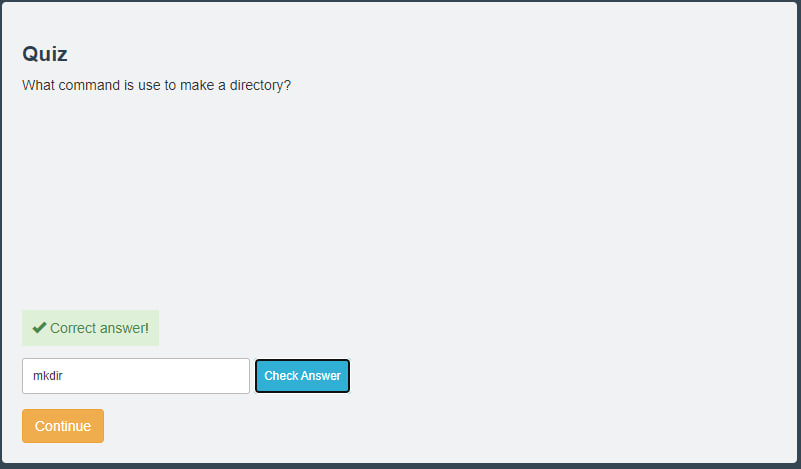 Quiz
What command is use to make a directory?
✔ Correct answer!
mkdir
Check Answer
Continue